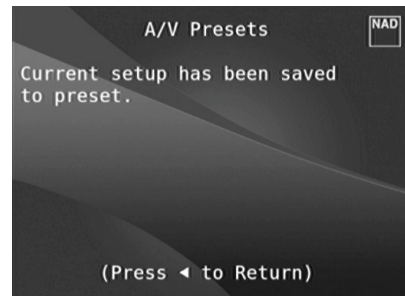 A/V Presets
NAD
Current setup has been saved
to preset.
(Press ◄ to Return)